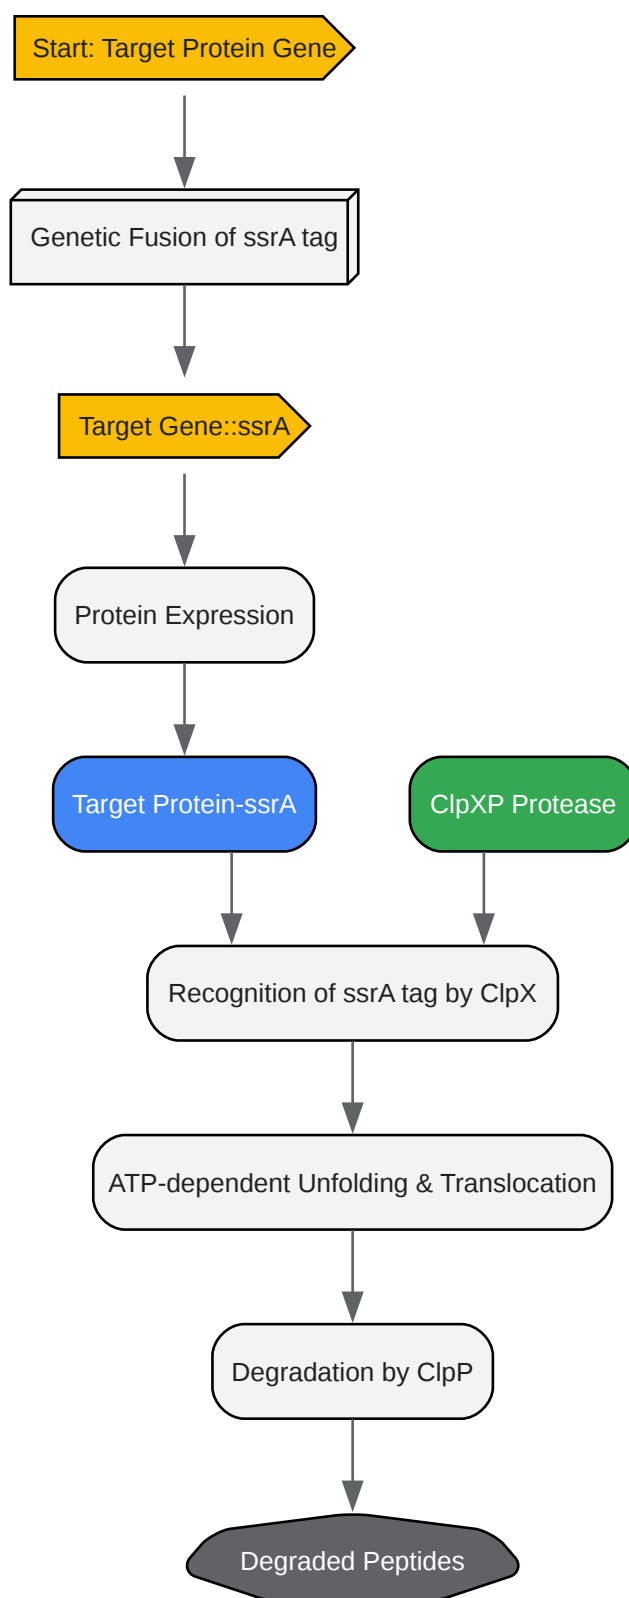 Start: Target Protein Gene
Genetic Fusion of ssrA tag
Target Gene::ssrA
Protein Expression
Target Protein-ssrA
ClpXP Protease
Recognition of ssrA tag by ClpX
ATP-dependent Unfolding & Translocation
Degradation by ClpP
Degraded Peptides